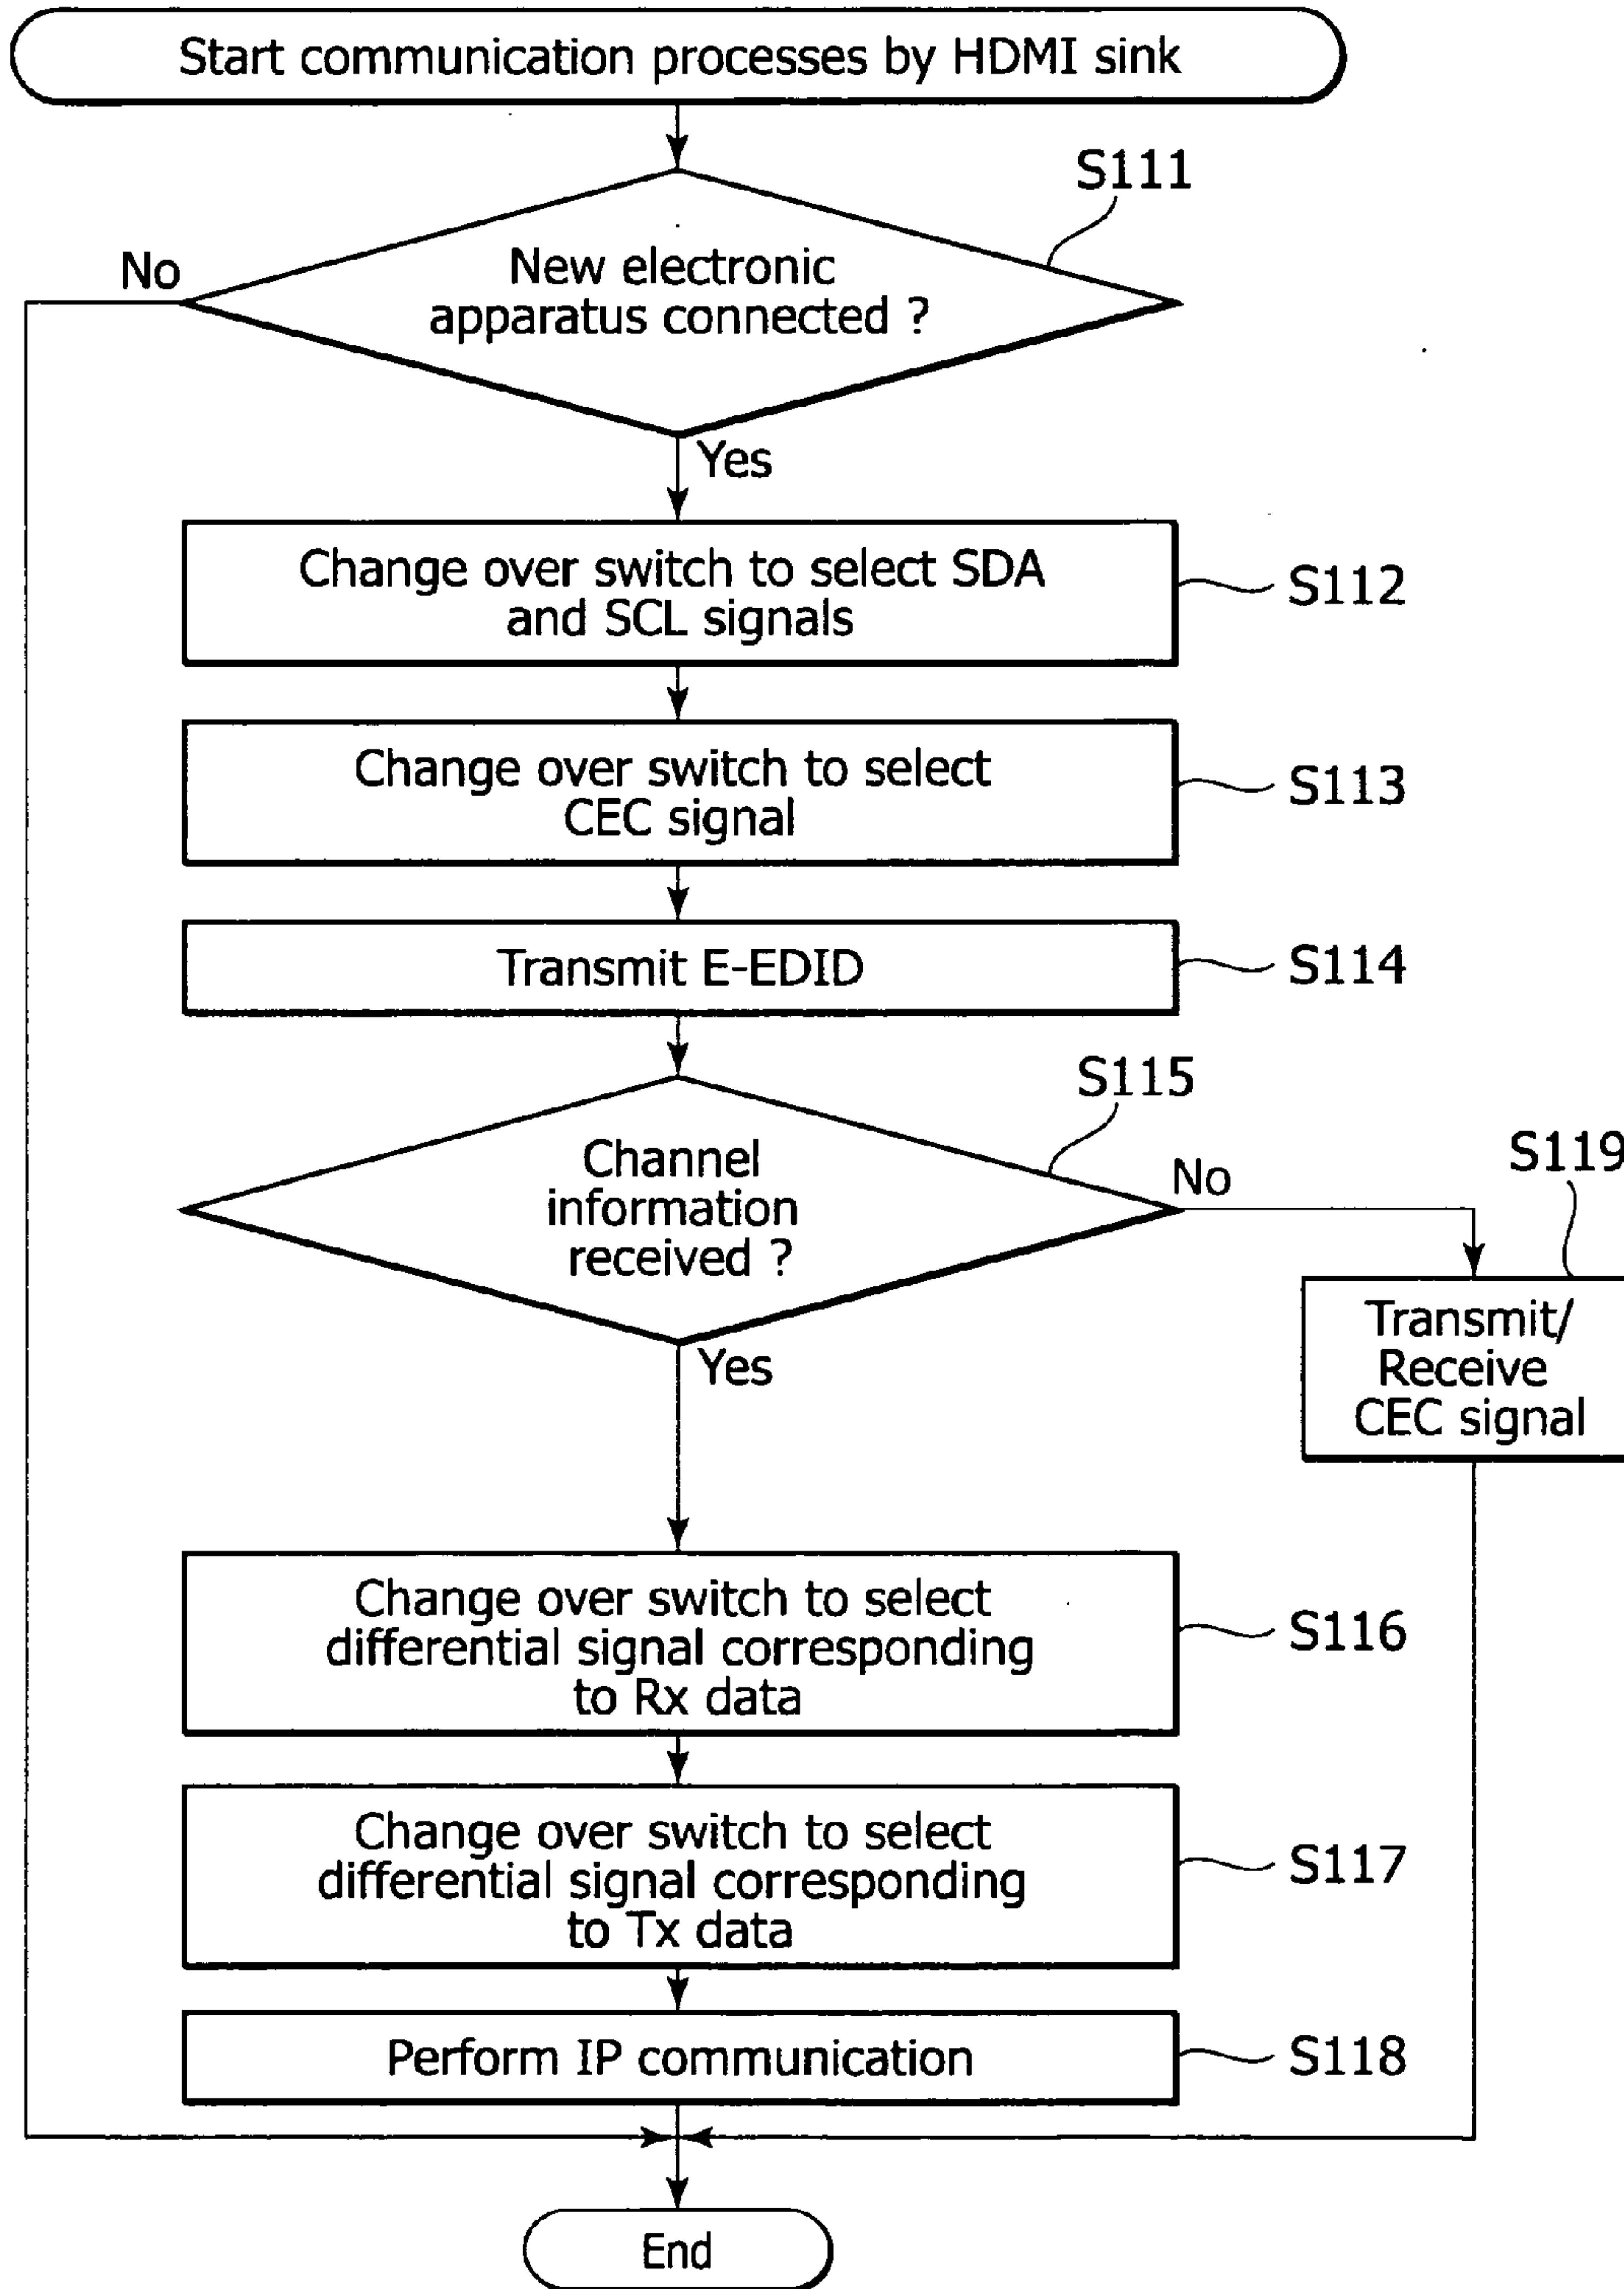 Start communication processes by HDMI sink
S111
No
New electronic
apparatus connected ?
Yes
Change over switch to select SDA
and SCL signals
S112
Change over switch to select
CEC signal
S113
Transmit E-EDID
S114
S115
Channel
information
received ?
No
S119
Yes
Transmit/
Receive
CEC signal
Change over switch to select
differential signal corresponding
to Rx data
S116
Change over switch to select
differential signal corresponding
to Tx data
S117
Perform IP communication
S118
End